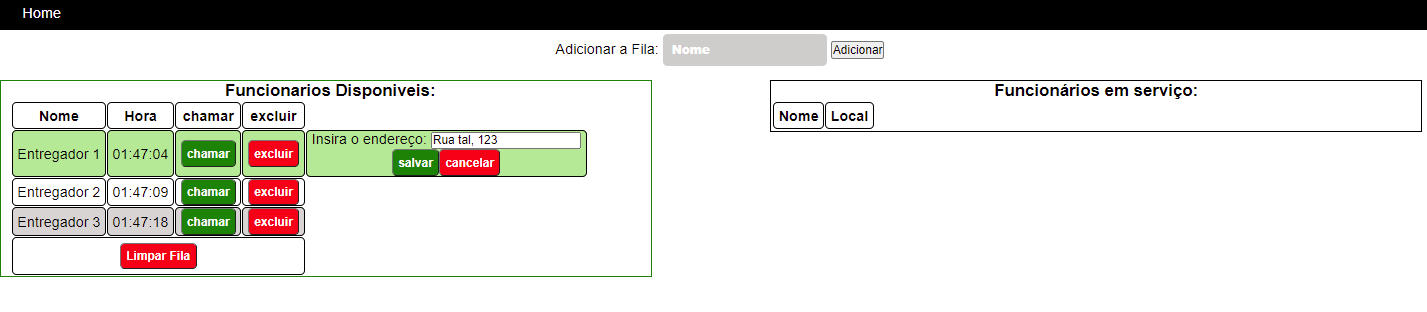 Home
Adicionar a Fila: Nome Adicionar
Funcionarios Disponiveis:
Nome Hora chamar excluir
Entregador 1 01:47:04 chamar excluir Insira o endereço: Rua tal, 123
salvar cancelar
Entregador 2 01:47:09 chamar excluir
Entregador 3 01:47:18 chamar excluir
Limpar Fila
Funcionários em serviço:
Nome Local